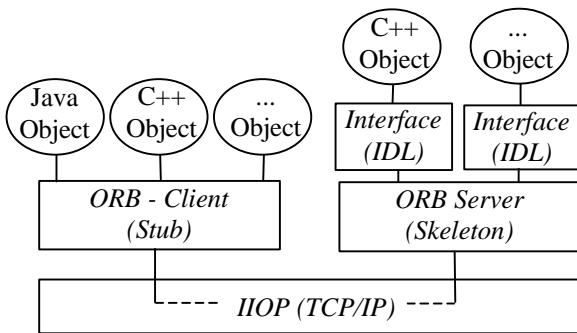 C++
Object
...
Object
Java
Object
C++
Object
...
Object
Interface
(IDL)
Interface
(IDL)
ORB - Client
(Stub)
ORB Server
(Skeleton)
IIOP (TCP/IP)